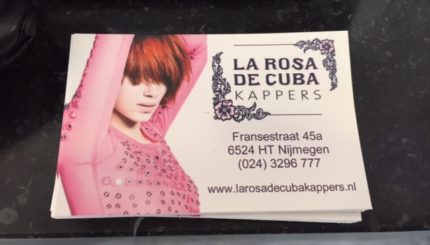 LA ROSA
DE CUBA
KAPPERS
Fransestraat 45a
6524 HT Nijmegen
(024) 3296 777
www.larosadecubakappers.nl